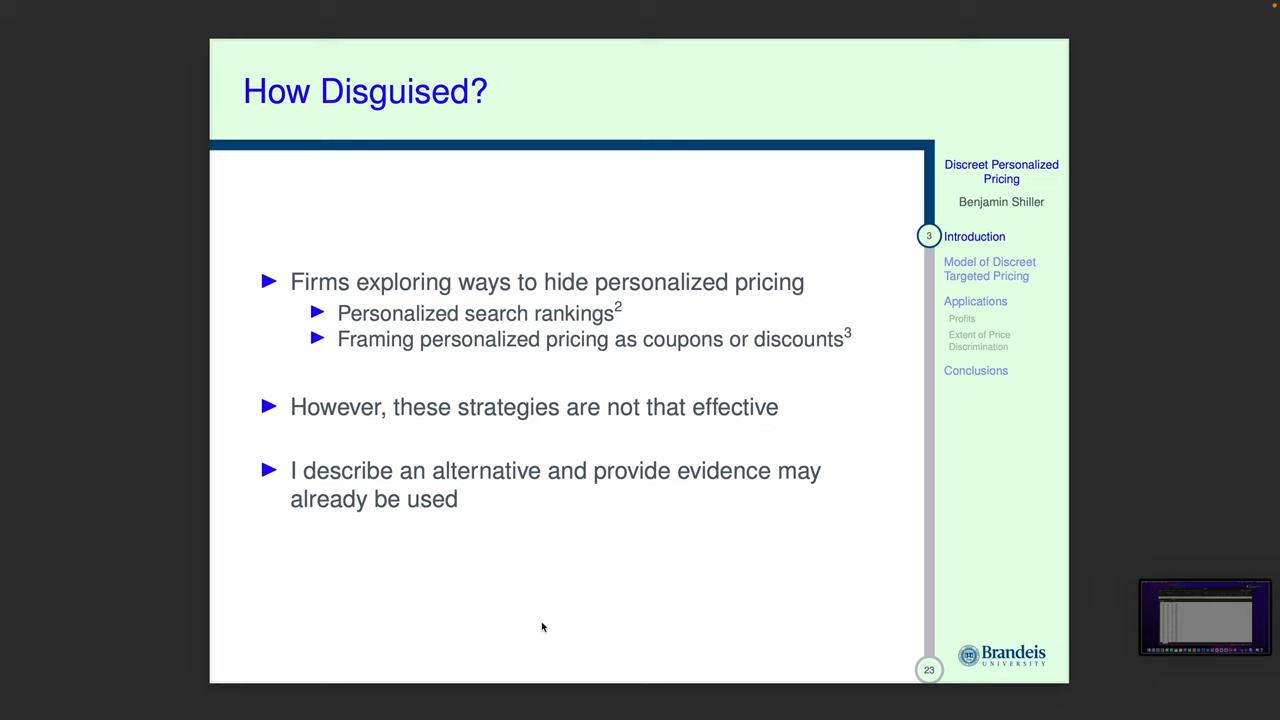 How Disguised?
Firms exploring ways to hide personalized pricing
Personalized search rankings2
Framing personalized pricing as coupons or discounts3
However, these strategies are not that effective
I describe an alternative and provide evidence may
already be used
Discreet Personalized
Pricing
Benjamin Shiller
3
Introduction
Model of Discreet
Targeted Pricing
Applications
Profits
Extent of Price
Discrimination
Conclusions
Brandeis
UNIVERSITY
23